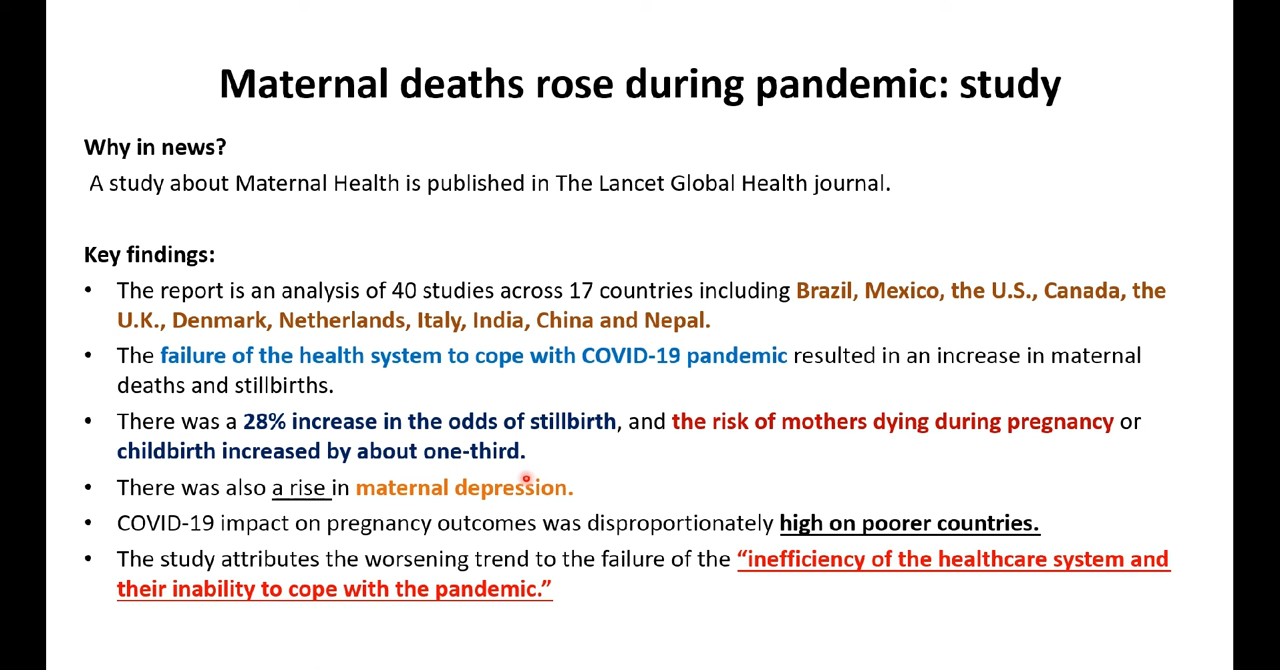 Maternal deaths rose during pandemic: study
Why in news?
A study about Maternal Health is published in The Lancet Global Health journal.
Key findings:
• The report is an analysis of 40 studies across 17 countries including Brazil, Mexico, the U.S., Canada, the
U.K., Denmark, Netherlands, Italy, India, China and Nepal.
• The failure of the health system to cope with COVID-19 pandemic resulted in an increase in maternal
deaths and stillbirths.
• There was a 28% increase in the odds of stillbirth, and the risk of mothers dying during pregnancy or
childbirth increased by about one-third.
• There was also a rise in maternal depression.
• COVID-19 impact on pregnancy outcomes was disproportionately high on poorer countries.
• The study attributes the worsening trend to the failure of the “inefficiency of the healthcare system and
their inability to cope with the pandemic.”